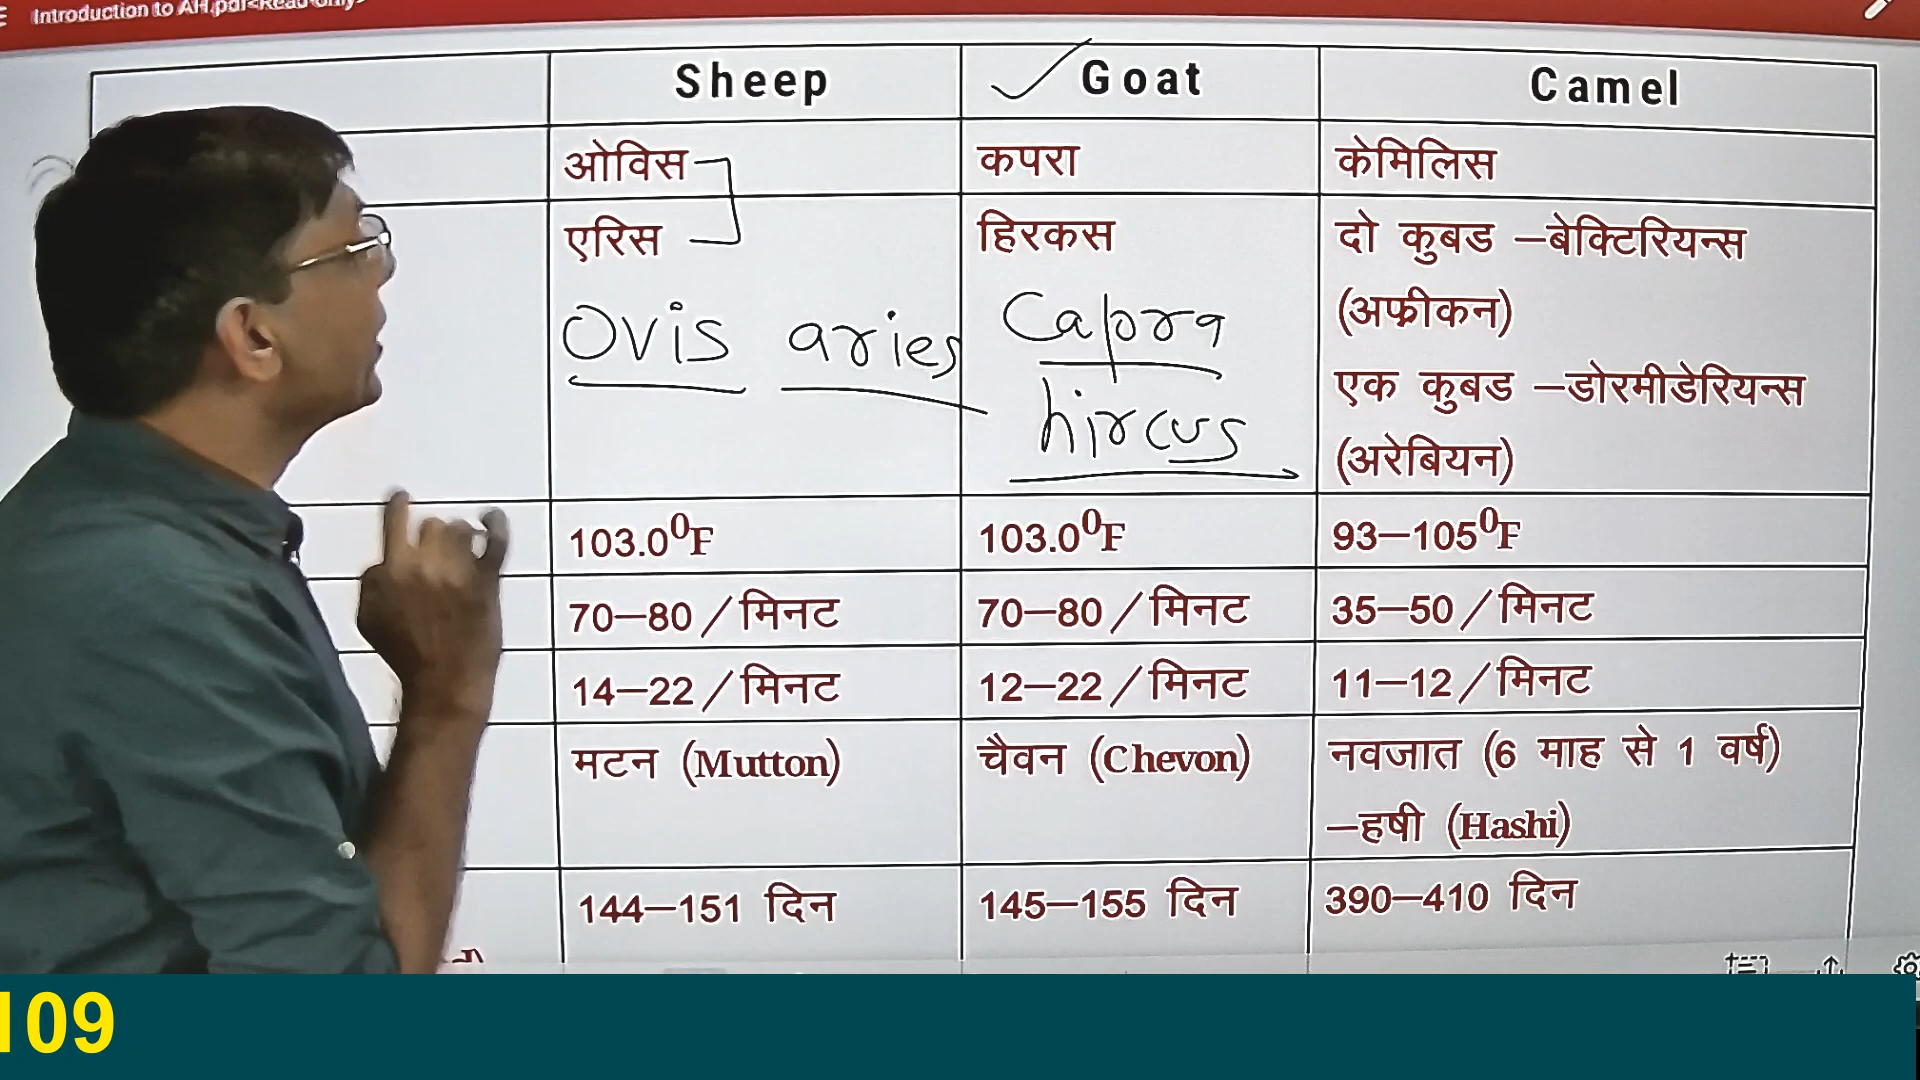 Introduction to AH.pdf<Read-only>
Sheep Goat Camel
ओविस कपरा केमिलिस
एरिस हिरकस दो कुबड –बेक्टिरियन्स
Ovis aries Capra (अफ्रीकन)
hircus एक कुबड –डोरमीडेरियन्स
(अरेबियन)
103.0⁰F 103.0⁰F 93–105⁰F
70–80/मिनट 70–80/मिनट 35–50/मिनट
14–22/मिनट 12–22/मिनट 11–12/मिनट
मटन (Mutton) चैवन (Chevon) नवजात (6 माह से 1 वर्ष)
–हषी (Hashi)
144–151 दिन 145–155 दिन 390–410 दिन
109